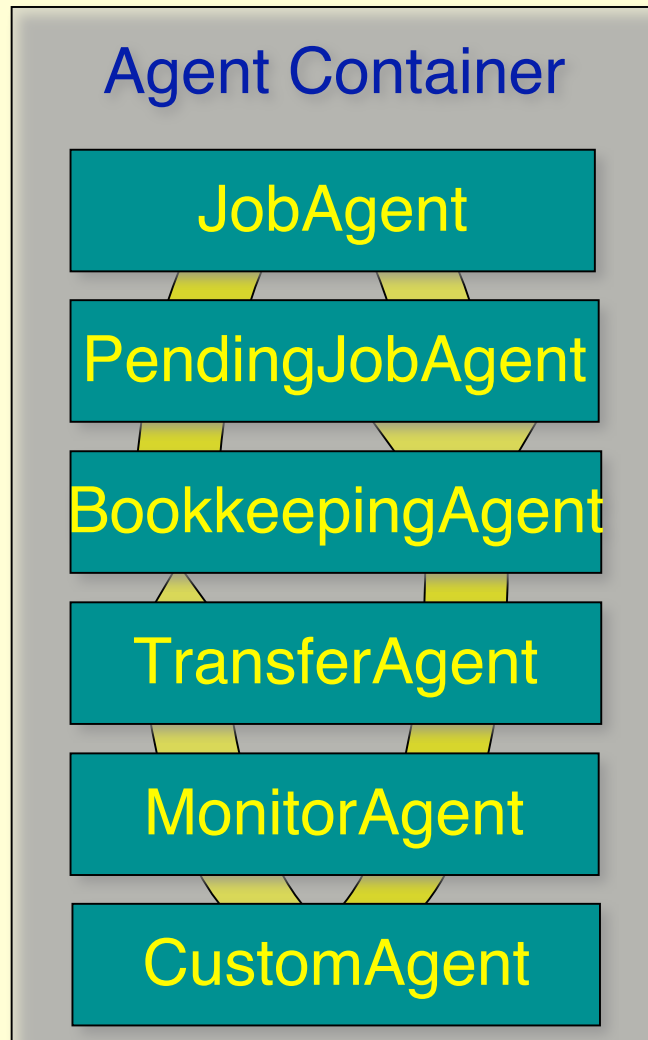 Agent Container
JobAgent
PendingJobAgent
BookkeepingAgent
TransferAgent
MonitorAgent
CustomAgent